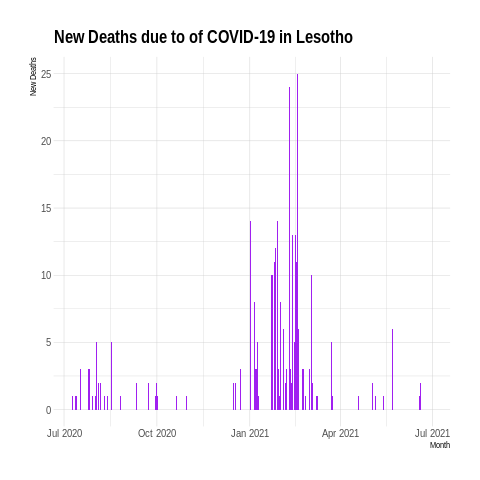 New Deaths due to of COVID-19 in Lesotho
New Deaths
25
20
15
10
5
0
Jul 2020 Oct 2020 Jan 2021 Apr 2021 Jul 2021
Month